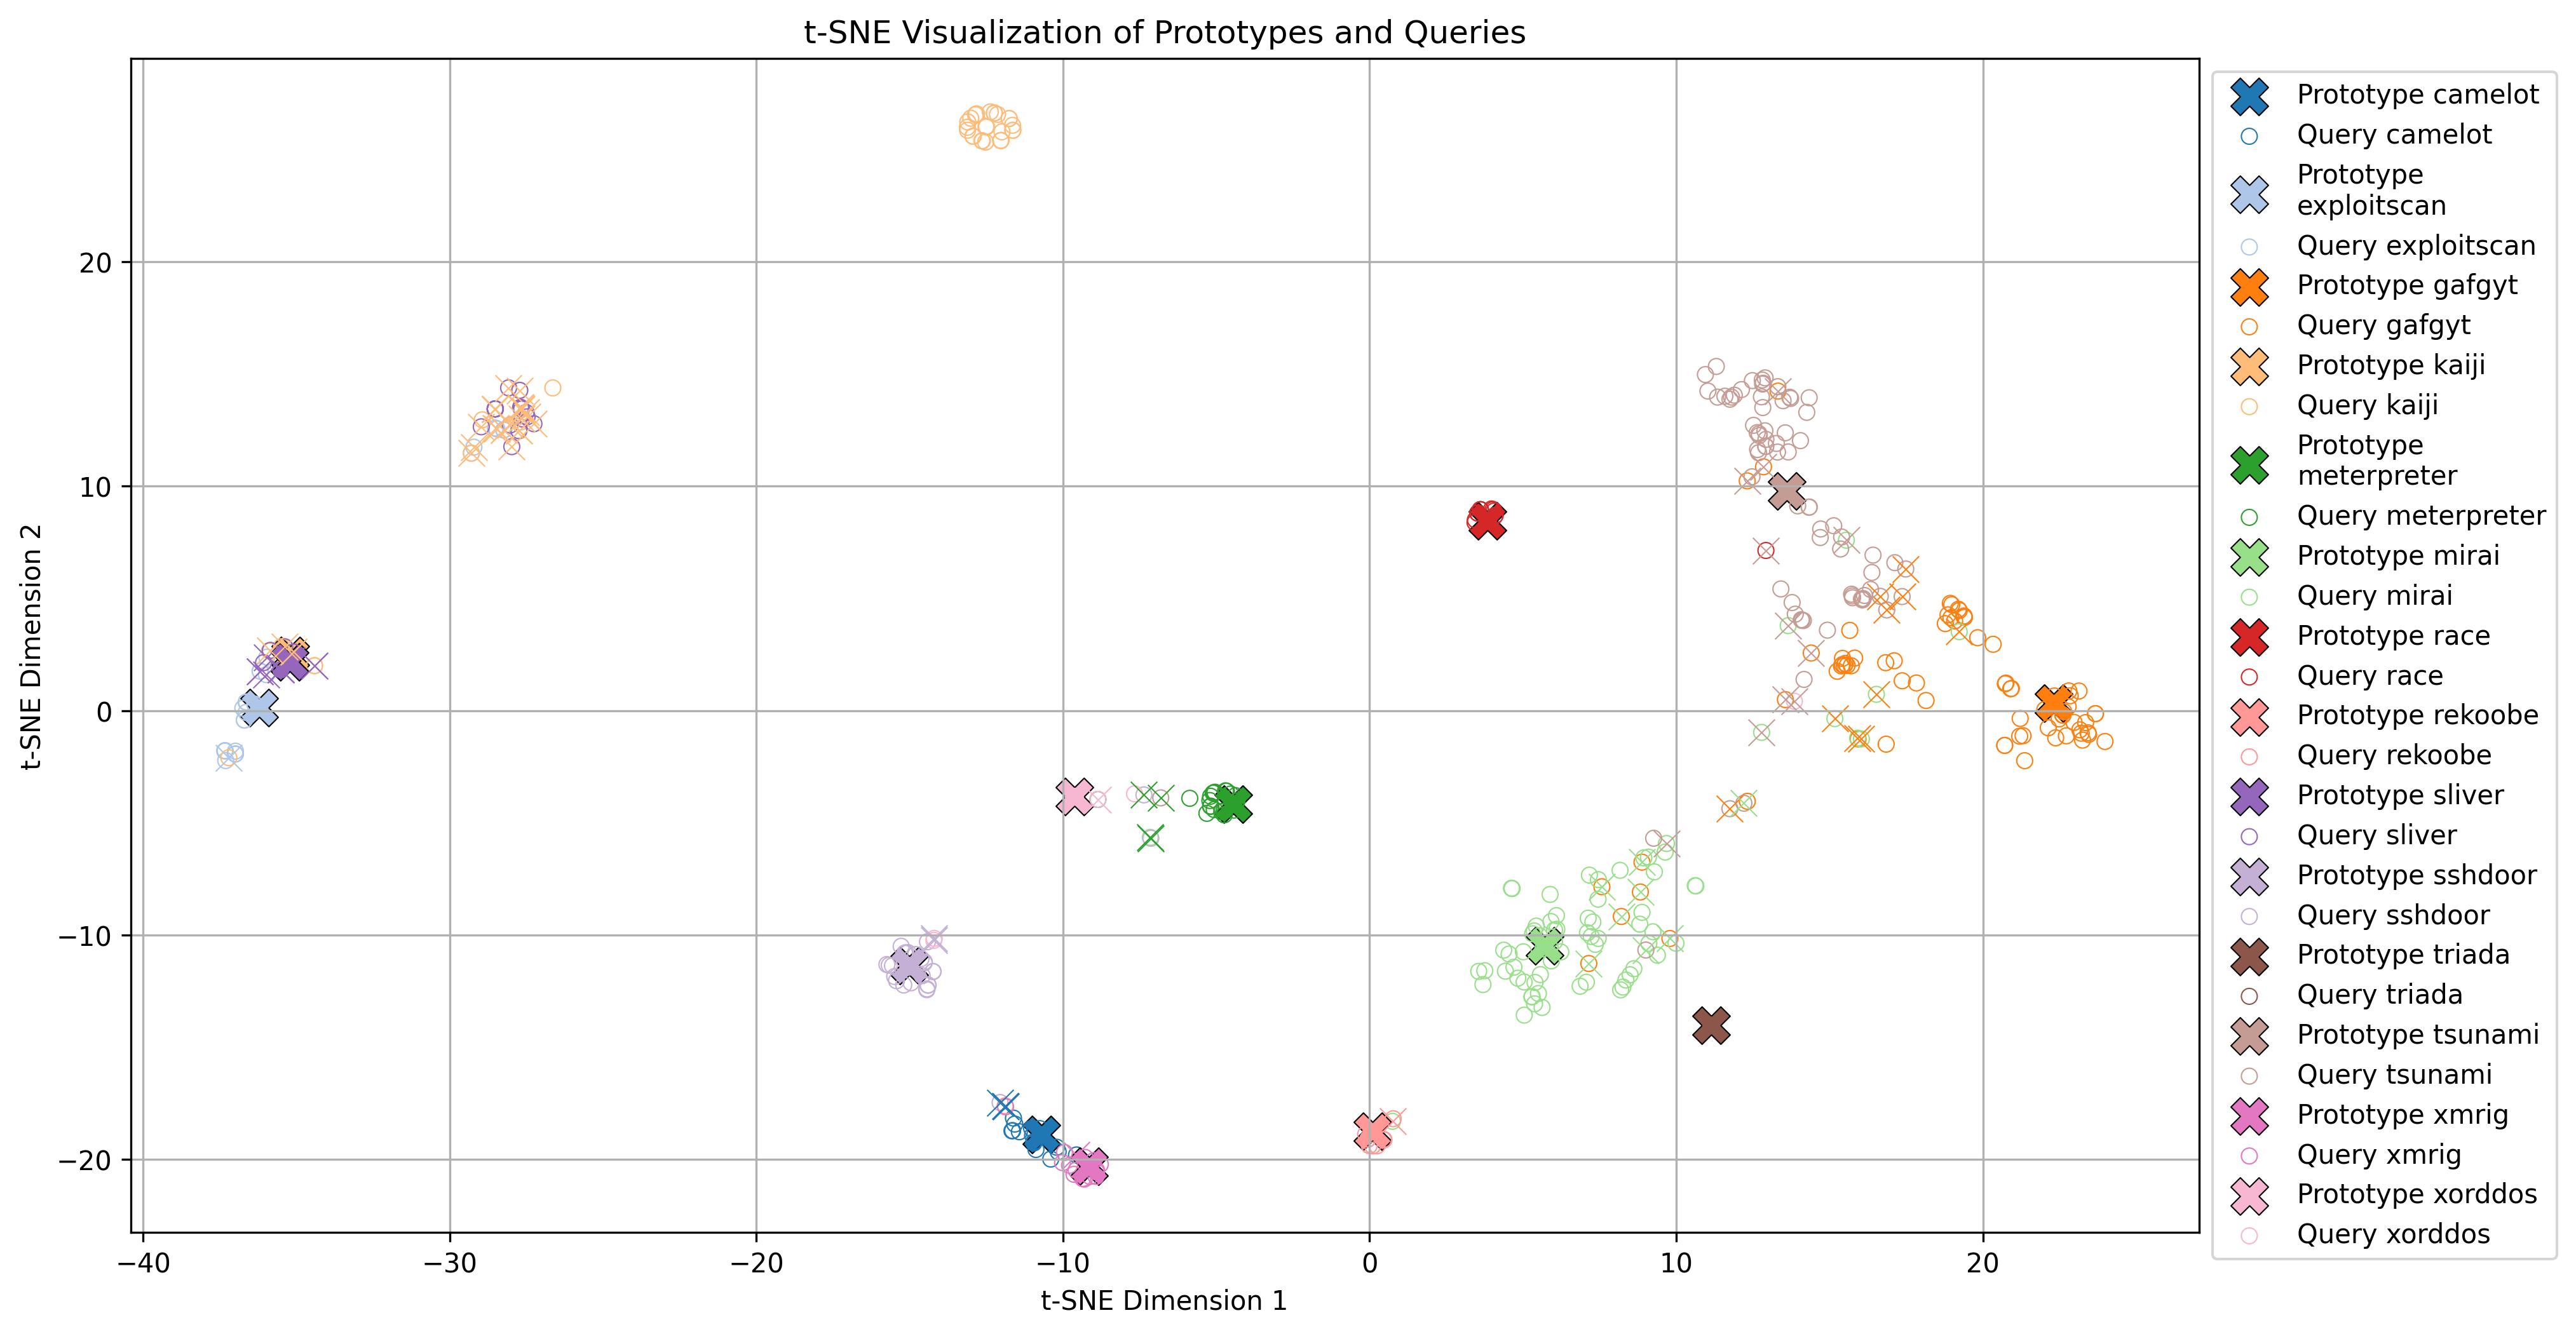 t-SNE Visualization of Prototypes and Queries
t-SNE Dimension 2
20
10
0
−10
−20
−40
−30
−20
−10
0
10
20
t-SNE Dimension 1
Prototype camelot
Query camelot
Prototype
exploitscan
Query exploitscan
Prototype gafgyt
Query gafgyt
Prototype kaiji
Query kaiji
Prototype
meterpreter
Query meterpreter
Prototype mirai
Query mirai
Prototype race
Query race
Prototype rekoobe
Query rekoobe
Prototype sliver
Query sliver
Prototype sshdoor
Query sshdoor
Prototype triada
Query triada
Prototype tsunami
Query tsunami
Prototype xmrig
Query xmrig
Prototype xorddos
Query xorddos